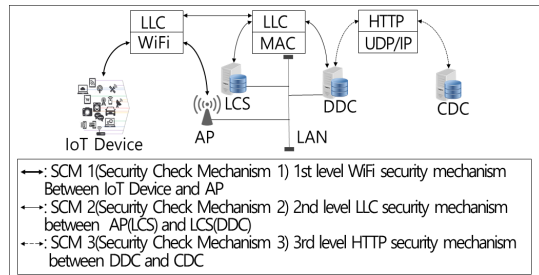 LLC
WiFi
LLC
MAC
HTTP
UDP/IP
LCS
DDC
CDC
IoT Device
AP
LAN
: SCM 1(Security Check Mechanism 1) 1st level WiFi security mechanism
Between IoT Device and AP
: SCM 2(Security Check Mechanism 2) 2nd level LLC security mechanism
between AP(LCS) and LCS(DDC)
: SCM 3(Security Check Mechanism 3) 3rd level HTTP security mechanism
between DDC and CDC